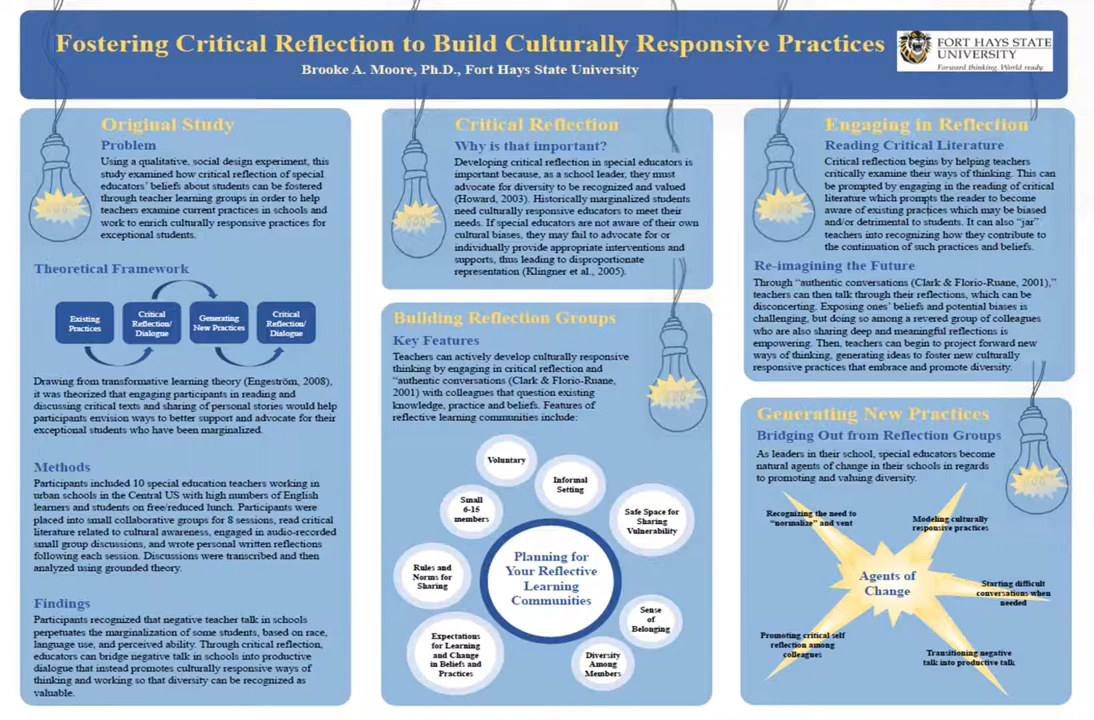 Fostering Critical Reflection to Build Culturally Responsive Practices
Brooke A. Moore, Ph.D., Fort Hays State University
FORT HAYS STATE
UNIVERSITY
Forward thinking. World ready.
Original Study
Problem
Using a qualitative, social design experiment, this
study examined how critical reflection of special
educators' beliefs about students can be fostered
through teacher learning groups in order to help
teachers examine current practices in schools and
work to enrich culturally responsive practices for
exceptional students.
Theoretical Framework
Existing
Practices
Critical
Reflection/
Dialogue
Generating
New Practices
Critical
Reflection/
Dialogue
Drawing from transformative learning theory (Engeström, 2008),
it was theorized that engaging participants in reading and
discussing critical texts and sharing of personal stories would help
participants envision ways to better support and advocate for their
exceptional students who have been marginalized.
Methods
Participants included 10 special education teachers working in
urban schools in the Central US with high numbers of English
learners and students on free/reduced lunch. Participants were
placed into small collaborative groups for 8 sessions, read critical
literature related to cultural awareness, engaged in audio-recorded
small group discussions, and wrote personal written reflections
following each session. Discussions were transcribed and then
analyzed using grounded theory.
Findings
Participants recognized that negative teacher talk in schools
perpetuates the marginalization of some students, based on race,
language use, and perceived ability. Through critical reflection,
educators can bridge negative talk in schools into productive
dialogue that instead promotes culturally responsive ways of
thinking and working so that diversity can be recognized as
valuable.
Critical Reflection
Why is that important?
Developing critical reflection in special educators is
important because, as a school leader, they must
advocate for diversity to be recognized and valued
(Howard, 2003). Historically marginalized students
need culturally responsive educators to meet their
needs. If special educators are not aware of their own
cultural biases, they may fail to advocate for or
individually provide appropriate interventions and
supports, thus leading to disproportionate
representation (Klingner et al., 2005).
Building Reflection Groups
Key Features
Teachers can actively develop culturally responsive
thinking by engaging in critical reflection and
"authentic conversations (Clark & Florio-Ruane,
2001) with colleagues that question existing
knowledge, practice and beliefs. Features of
reflective learning communities include:
Voluntary
Informal
Setting
Small
6-15
members
Safe Space for
Sharing
Vulnerability
Planning for
Your Reflective
Learning
Communities
Rules and
Norms for
Sharing
Sense
of
Belonging
Expectations
for Learning
and Change
in Beliefs and
Practices
Diversity
Among
Members
Engaging in Reflection
Reading Critical Literature
Critical reflection begins by helping teachers
critically examine their ways of thinking. This can
be prompted by engaging in the reading of critical
literature which prompts the reader to become
aware of existing practices which may be biased
and/or detrimental to students. It can also "jar"
teachers into recognizing how they contribute to
the continuation of such practices and beliefs.
Re-imagining the Future
Through "authentic conversations (Clark & Florio-Ruane, 2001),"
teachers can then talk through their reflections, which can be
disconcerting. Exposing ones' beliefs and potential biases is
challenging, but doing so among a revered group of colleagues
who are also sharing deep and meaningful reflections is
empowering. Then, teachers can begin to project forward new
ways of thinking, generating ideas to foster new culturally
responsive practices that embrace and promote diversity.
Generating New Practices
Bridging Out from Reflection Groups
As leaders in their school, special educators become
natural agents of change in their schools in regards
to promoting and valuing diversity.
Recognizing the need to
"normalize" and vent
Modeling culturally
responsive practices
Agents of
Change
Starting difficult
conversations when
needed
Promoting critical self
reflection among
colleagues
Transitioning negative
talk into productive talk